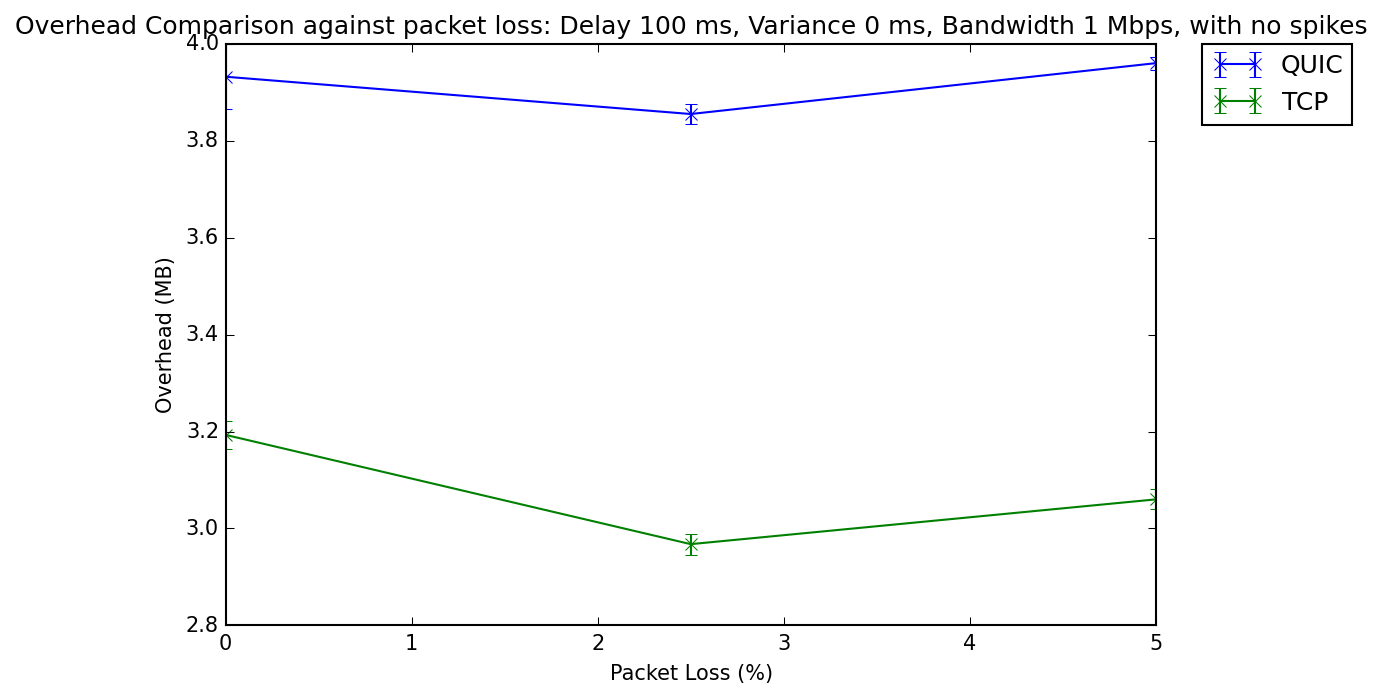 Overhead Comparison against packet loss: Delay 100 ms, Variance 0 ms, Bandwidth 1 Mbps, with no spikes
4.0
3.8
3.6
3.4
3.2
3.0
2.8
Overhead (MB)
0 1 2 3 4 5
Packet Loss (%)
QUIC
TCP